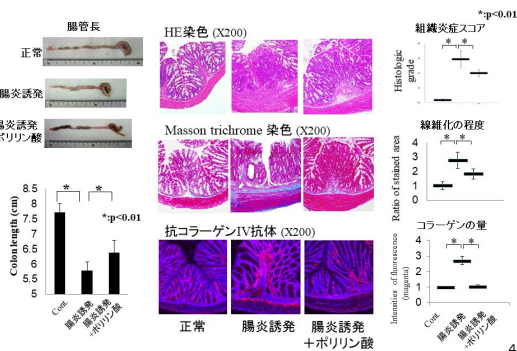 *:p<0.01
腸管長
正常
腸炎誘発
腸炎誘発
ポリリン酸
HE染色 (X200)
Masson trichrome 染色 (X200)
抗コラーゲンIV抗体 (X200)
正常
腸炎誘発
腸炎誘発
＋ポリリン酸
Colon length (cm)
8.5
8
7.5
7
6.5
6
5.5
5
*
*
*:p<0.01
Cont.
腸炎誘発
腸炎誘発
+ポリリン酸
組織炎症スコア
Histologic
grade
*
*
線維化の程度
Ratio of stained area
4
3
2
1
0
*
*
コラーゲンの量
Intensities of fluorescence
(magenta)
4
3
2
1
0
*
*
Cont.
腸炎誘発
腸炎誘発
+ポリリン酸
4